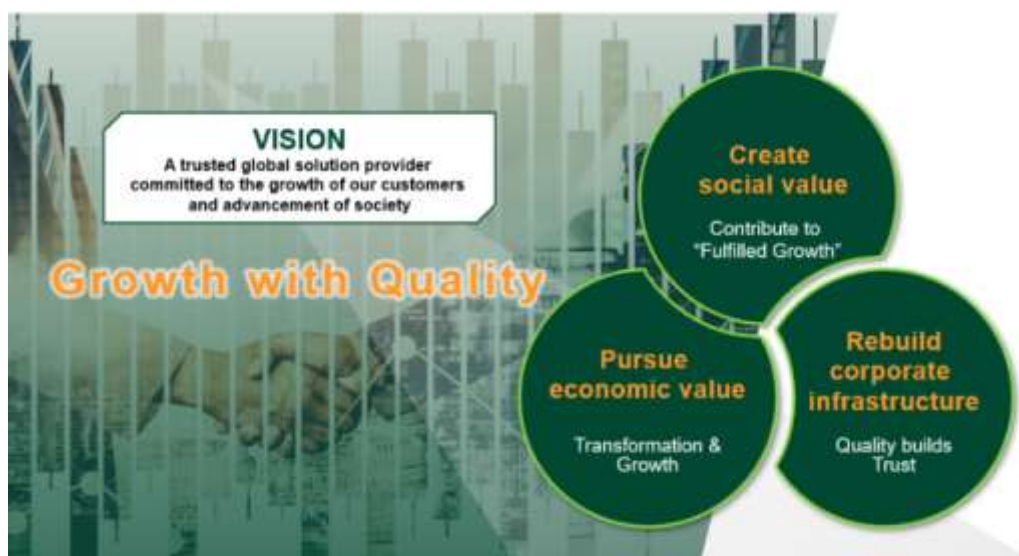 VISION
A trusted global solution provider
committed to the growth of our customers
and advancement of society
Growth with Quality
Create
social value
Contribute to
"Fulfilled Growth"
Pursue
economic value
Transformation &
Growth
Rebuild
corporate
infrastructure
Quality builds
Trust